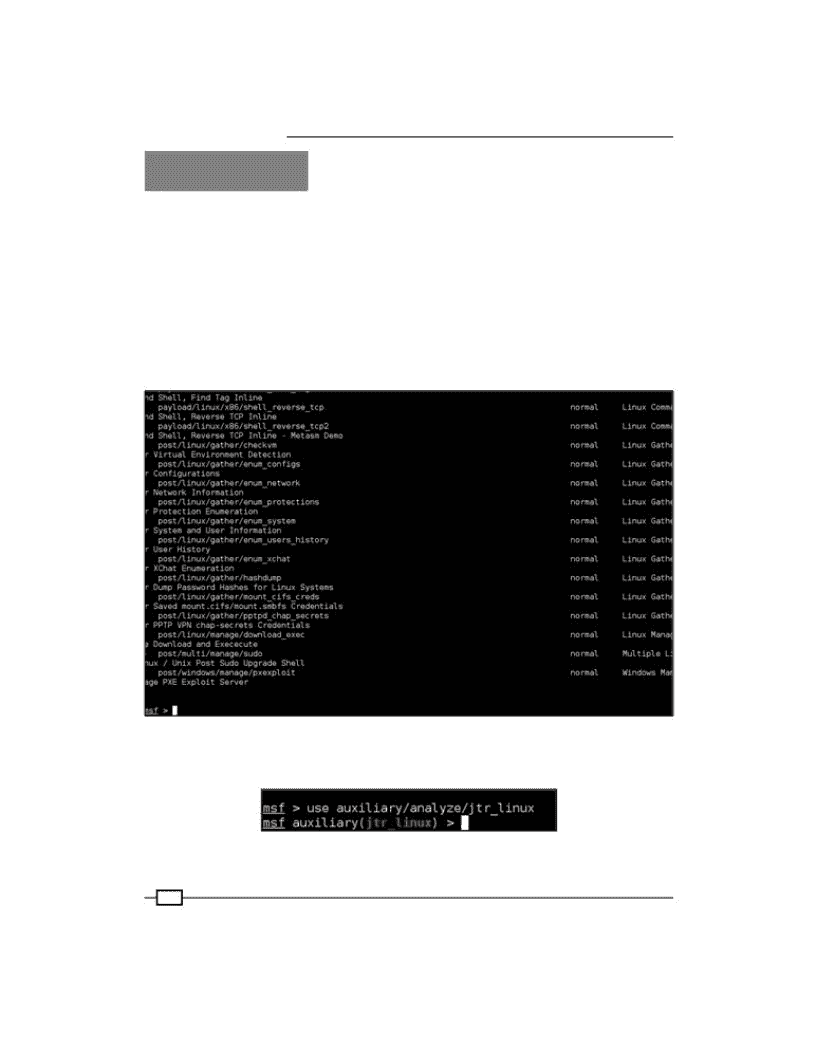 nd Shell, Find Tag Inline
payload/linux/x86/shell_reverse_tcp normal Linux Comma
nd Shell, Reverse TCP Inline
payload/linux/x86/shell_reverse_tcp2 normal Linux Comma
nd Shell, Reverse TCP Inline - Metasm Demo
post/linux/gather/checkvm normal Linux Gathe
r Virtual Environment Detection
post/linux/gather/enum_configs normal Linux Gathe
r Configurations
post/linux/gather/enum_network normal Linux Gathe
r Network Information
post/linux/gather/enum_protections normal Linux Gathe
r Protection Enumeration
post/linux/gather/enum_system normal Linux Gathe
r System and User Information
post/linux/gather/enum_users_history normal Linux Gathe
r User History
post/linux/gather/enum_xchat normal Linux Gathe
r XChat Enumeration
post/linux/gather/hashdump normal Linux Gathe
r Dump Password Hashes for Linux Systems
post/linux/gather/mount_cifs_creds normal Linux Gathe
r Saved mount.cifs/mount.smbfs Credentials
post/linux/gather/pptpd_chap_secrets normal Linux Gathe
r PPTP VPN chap-secrets Credentials
post/linux/manage/download_exec normal Linux Manag
e Download and Exececute
post/multi/manage/sudo normal Multiple Li
nux / Unix Post Sudo Upgrade Shell
post/windows/manage/pxexploit normal Windows Man
age PXE Exploit Server
msf >
msf > use auxiliary/analyze/jtr_linux
msf auxiliary(jtr_linux) >